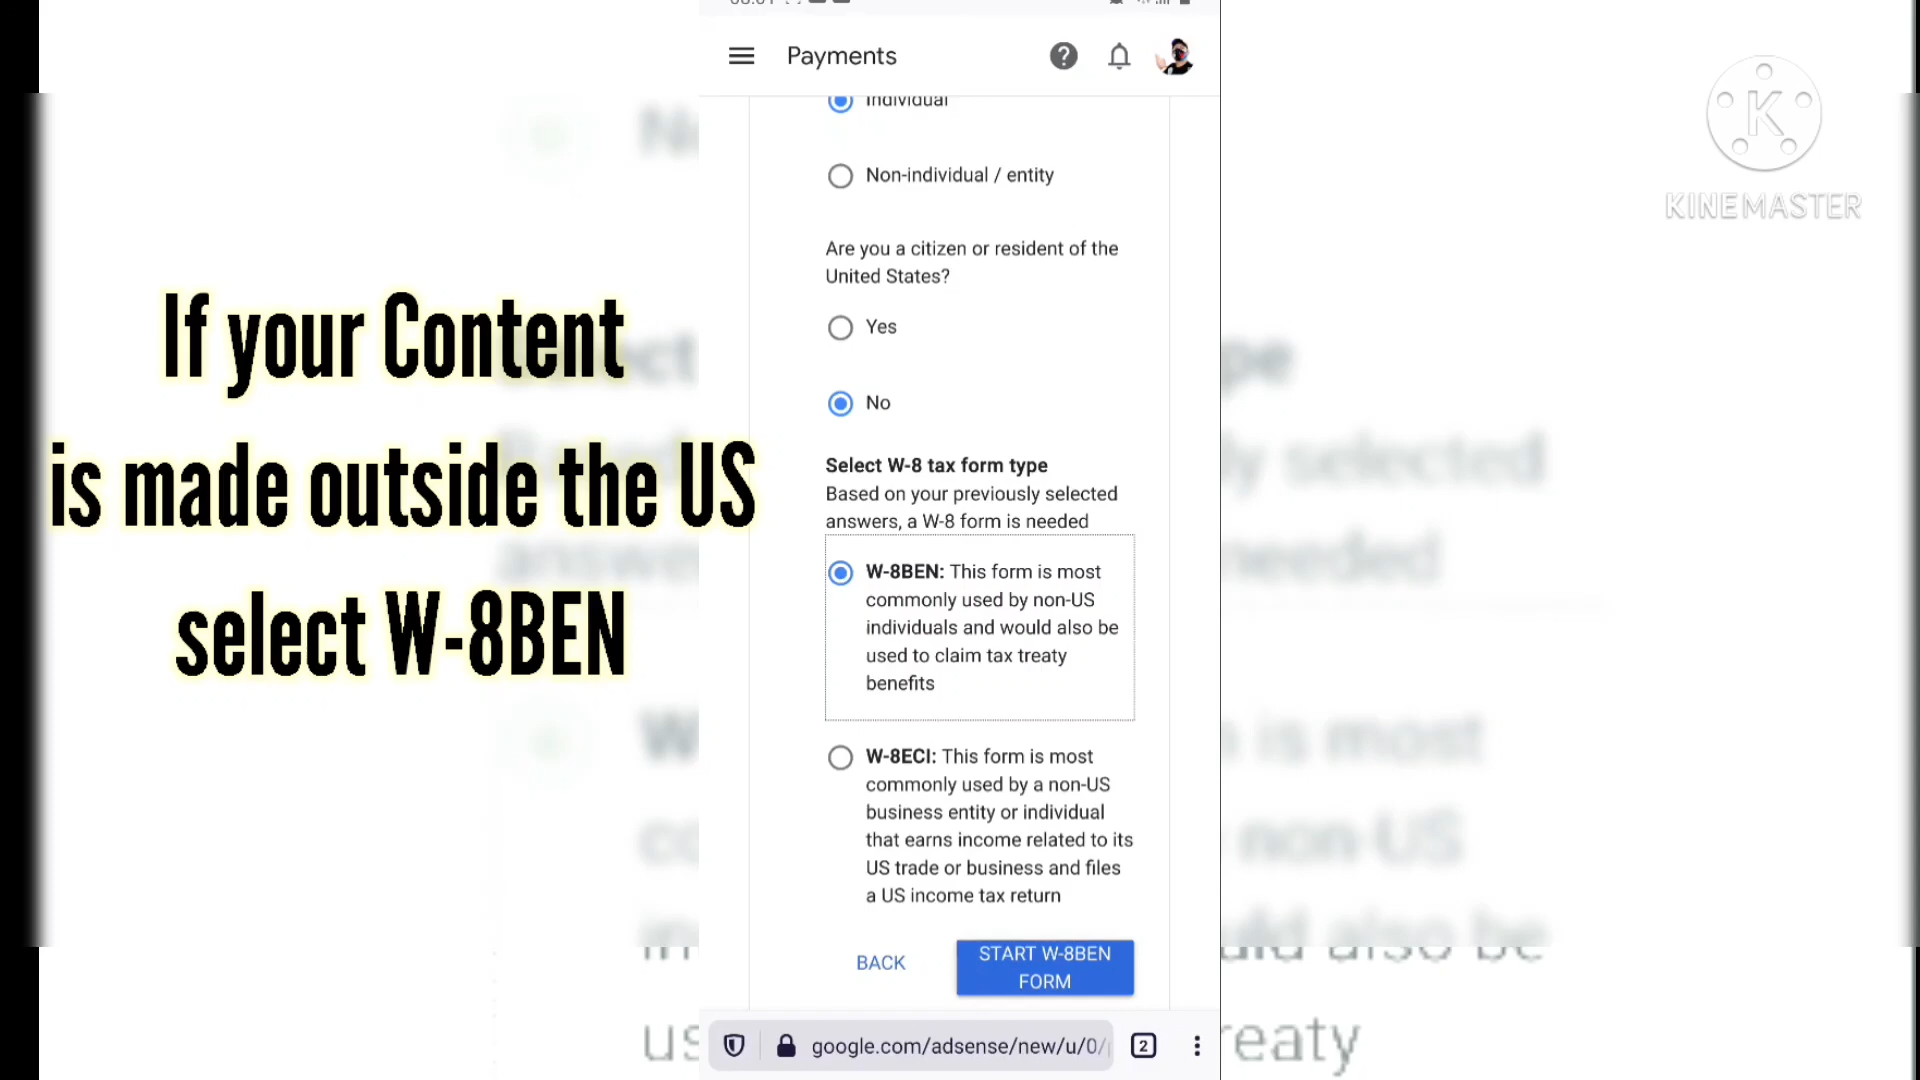 Payments
Individual
Non-individual / entity
Are you a citizen or resident of the
United States?
Yes
No
Select W-8 tax form type
Based on your previously selected
answers, a W-8 form is needed
W-8BEN: This form is most
commonly used by non-US
individuals and would also be
used to claim tax treaty
benefits
W-8ECI: This form is most
commonly used by a non-US
business entity or individual
that earns income related to its
US trade or business and files
a US income tax return
BACK
START W-8BEN
FORM
google.com/adsense/new/u/0/
2
If your Content
is made outside the US
select W-8BEN
K
KINEMASTER